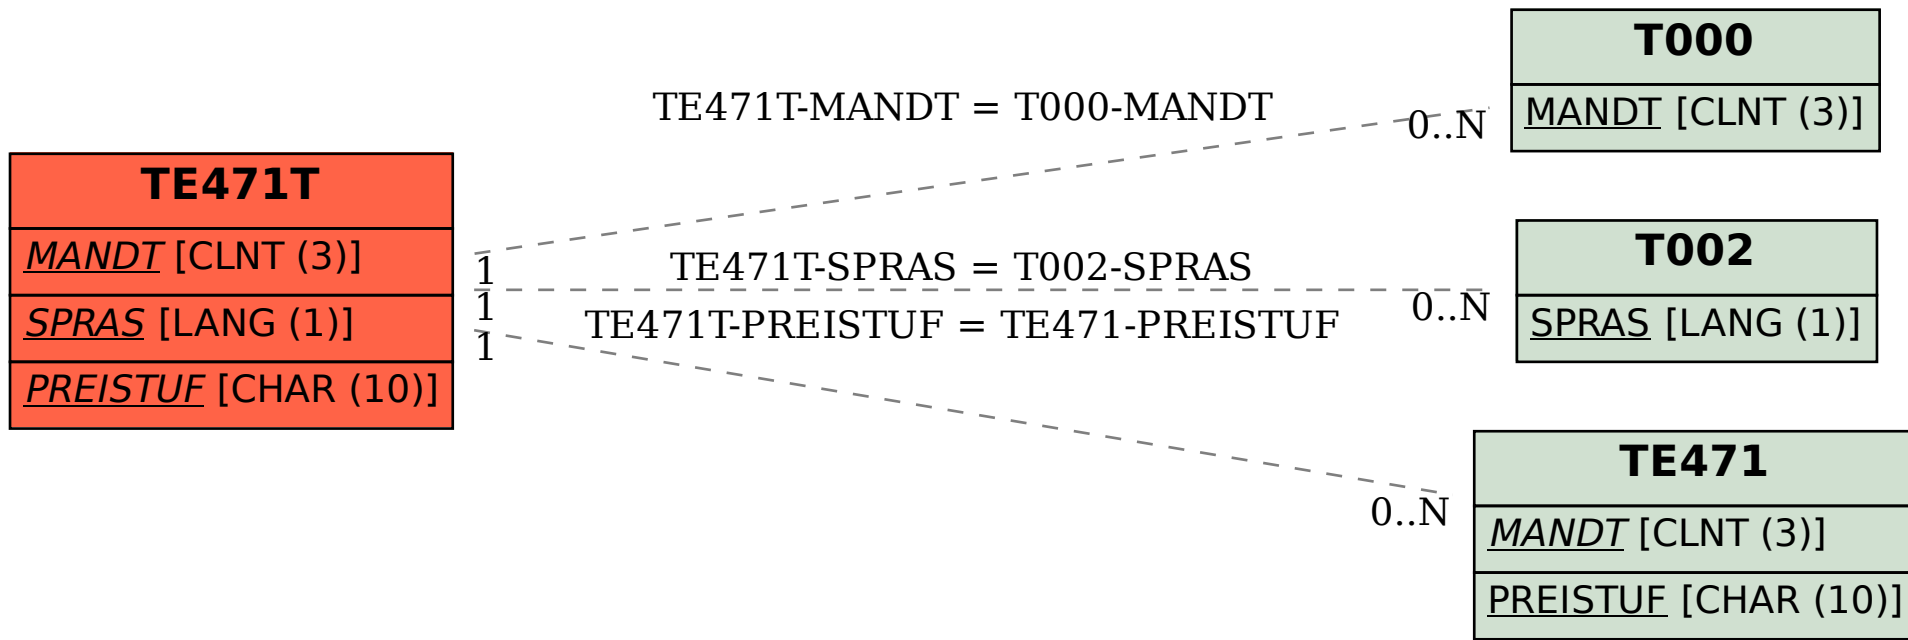 TE471T
MANDT [CLNT (3)]
SPRAS [LANG (1)]
PREISTUF [CHAR (10)]
TE471T-MANDT = T000-MANDT
1
0..N
TE471T-SPRAS = T002-SPRAS
1
0..N
TE471T-PREISTUF = TE471-PREISTUF
1
0..N
T000
MANDT [CLNT (3)]
T002
SPRAS [LANG (1)]
TE471
MANDT [CLNT (3)]
PREISTUF [CHAR (10)]